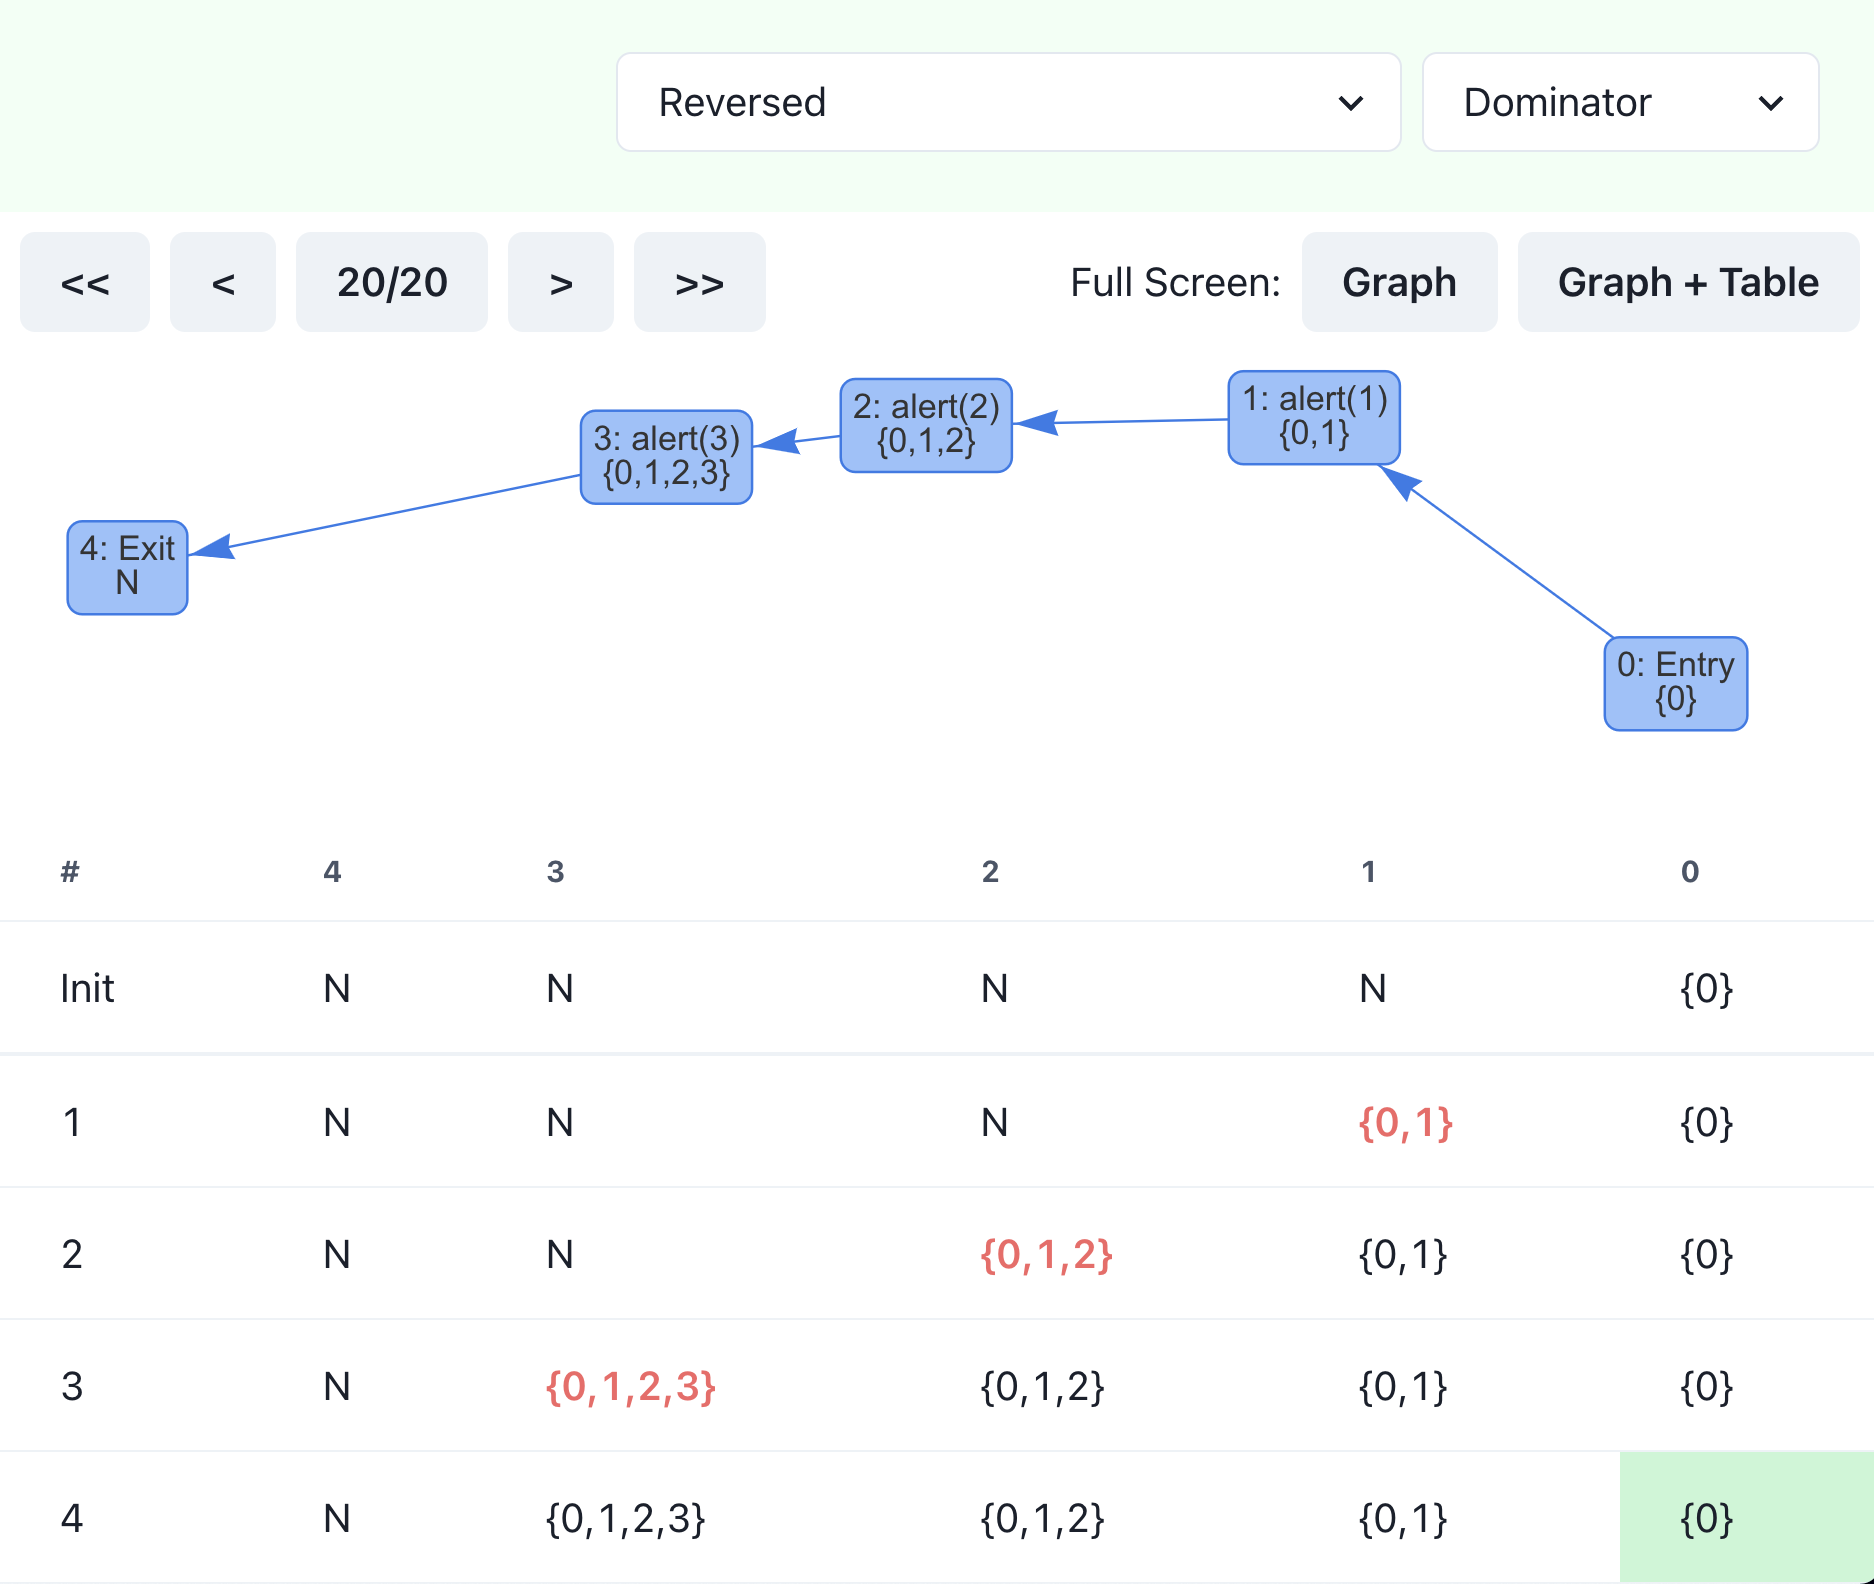 Reversed Dominator
<< < 20/20 > >> Full Screen: Graph Graph + Table
1: alert(1)
{0,1}
2: alert(2)
{0,1,2}
3: alert(3)
{0,1,2,3}
4: Exit
N
0: Entry
{0}
# 4 3 2 1 0
Init N N N N {0}
1 N N N {0,1} {0}
2 N N {0,1,2} {0,1} {0}
3 N {0,1,2,3} {0,1,2} {0,1} {0}
4 N {0,1,2,3} {0,1,2} {0,1} {0}